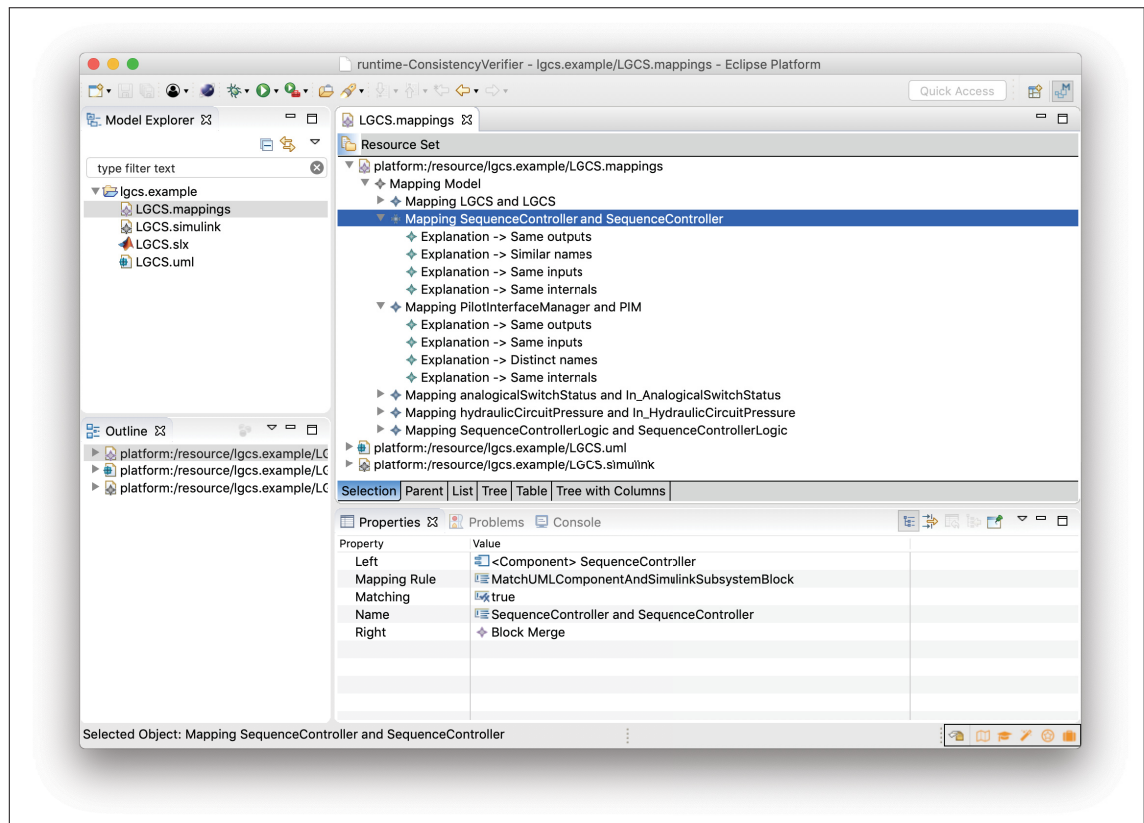 runtime-ConsistencyVerifier - lgcs.example/LGCS.mappings - Eclipse Platform
Quick Access
Model Explorer
type filter text
lgcs.example
LGCS.mappings
LGCS.simulink
LGCS.slx
LGCS.uml
Outline
platform:/resource/lgcs.example/LG
platform:/resource/lgcs.example/LG
platform:/resource/lgcs.example/LG
LGCS.mappings
Resource Set
platform:/resource/lgcs.example/LGCS.mappings
Mapping Model
Mapping LGCS and LGCS
Mapping SequenceController and SequenceController
Explanation -> Same outputs
Explanation -> Similar names
Explanation -> Same inputs
Explanation -> Same internals
Mapping PilotInterfaceManager and PIM
Explanation -> Same outputs
Explanation -> Same inputs
Explanation -> Distinct names
Explanation -> Same internals
Mapping analogicalSwitchStatus and In_AnalogicalSwitchStatus
Mapping hydraulicCircuitPressure and In_HydraulicCircuitPressure
Mapping SequenceControllerLogic and SequenceControllerLogic
platform:/resource/lgcs.example/LGCS.uml
platform:/resource/lgcs.example/LGCS.simulink
Selection Parent List Tree Table Tree with Columns
Properties Problems Console
Property Value
Left <Component> SequenceController
Mapping Rule MatchUMLComponentAndSimulinkSubsystemBlock
Matching true
Name SequenceController and SequenceController
Right Block Merge
Selected Object: Mapping SequenceController and SequenceController